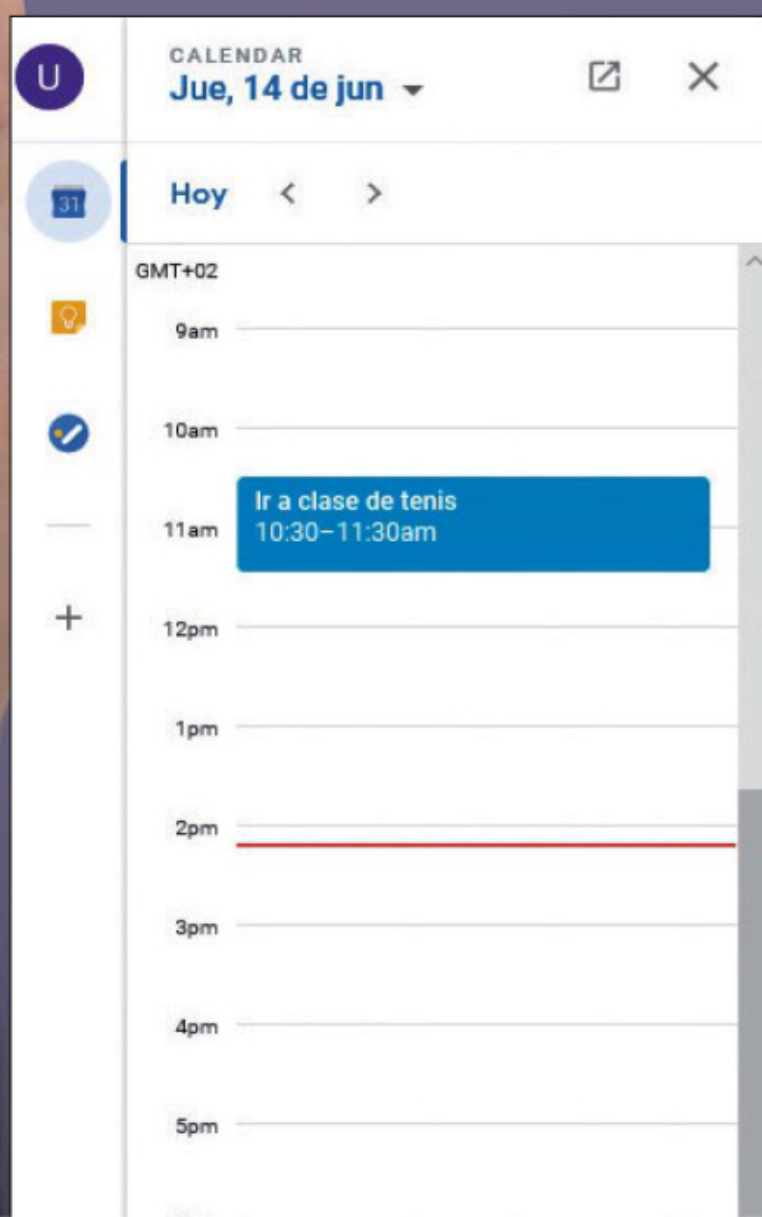 U
CALENDAR
Jue, 14 de jun
Hoy
31
GMT+02
9am
10am
Ir a clase de tenis
10:30–11:30am
11am
12pm
1pm
2pm
3pm
4pm
5pm